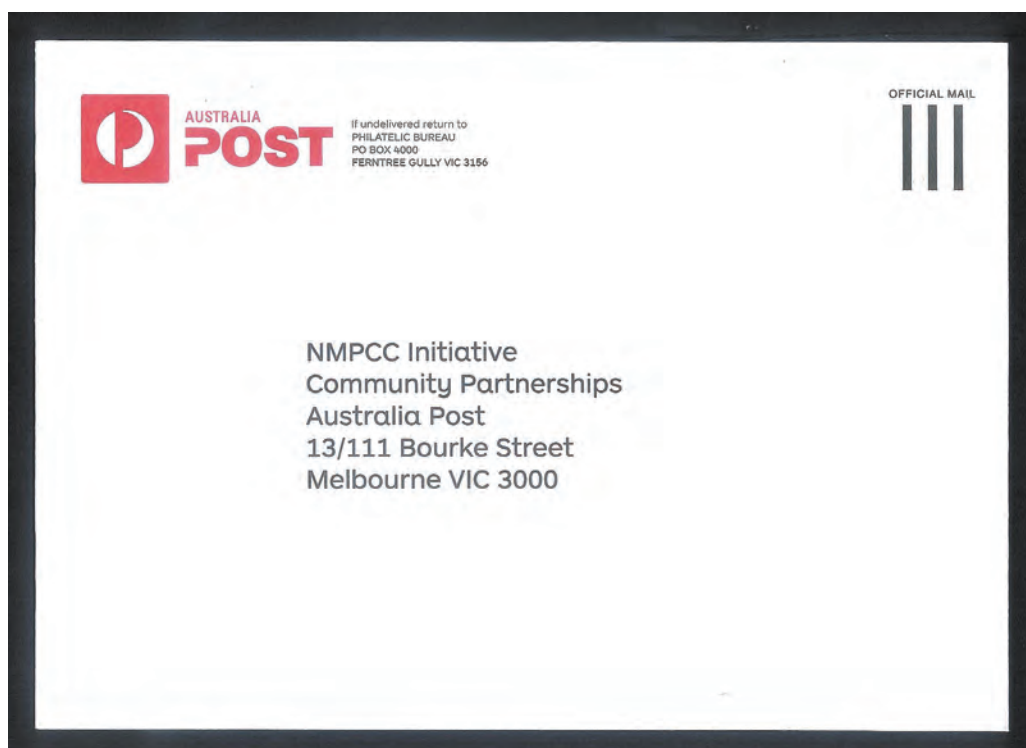 AUSTRALIA
POST
If undelivered return to
PHILATELIC BUREAU
PO BOX 4000
FERNTREE GULLY VIC 3156
OFFICIAL MAIL
NMPCC Initiative
Community Partnerships
Australia Post
13/111 Bourke Street
Melbourne VIC 3000